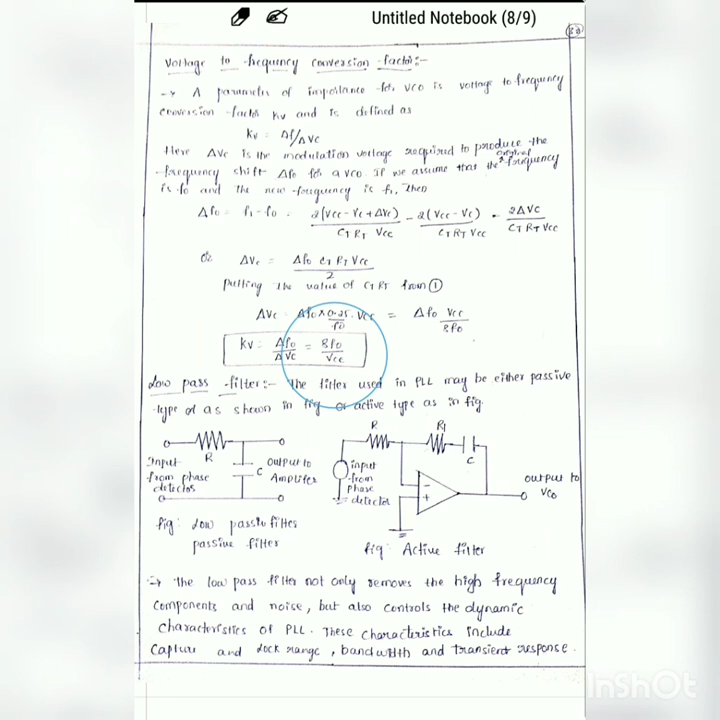 Untitled Notebook (8/9)
Voltage to frequency conversion factor:-
→ A parameter of importance for VCO is voltage to frequency
conversion factor Kv and is defined as
Kv = Δf/ΔVc
Here ΔVc is the modulation voltage required to produce the
frequency shift Δfo for a VCO. If we assume that the original frequency
is fo and the new frequency is f1, Then
Δfo = f1-fo = 2(Vcc-Vc+ΔVc)/CT RT Vcc - 2(Vcc-Vc)/CT RT Vcc = 2ΔVc/CT RT Vcc
Or ΔVc = Δfo CT RT Vcc/2
putting the value of CT RT from ①
ΔVc = Δfo × 0.25/fo · Vcc = Δfo Vcc/8fo
Kv = Δfo/ΔVc = 8fo/Vcc
Low pass filter:- The filter used in PLL may be either passive
type of as shown in fig or active type as in fig.
R
C
Input
from phase
detector
Output to
Amplifer
R
R1
C
input
from
phase
detector
-
+
output to
VCO
fig: Low passive filter
passive filter
fig: Active filter
→ The low pass filter not only removes the high frequency
components and noise, but also controls the dynamic
characteristics of PLL. These characteristics include
capture and lock range, bandwidth and transient response.
InShOt